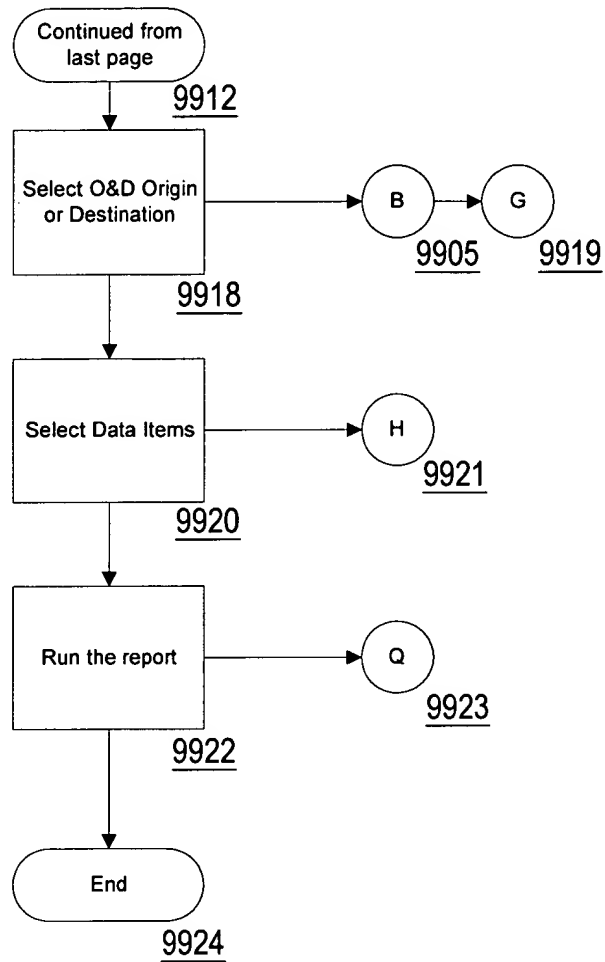 Continued from
last page
9912
Select O&D Origin
or Destination
B
G
9905
9919
9918
Select Data Items
H
9921
9920
Run the report
Q
9923
9922
End
9924